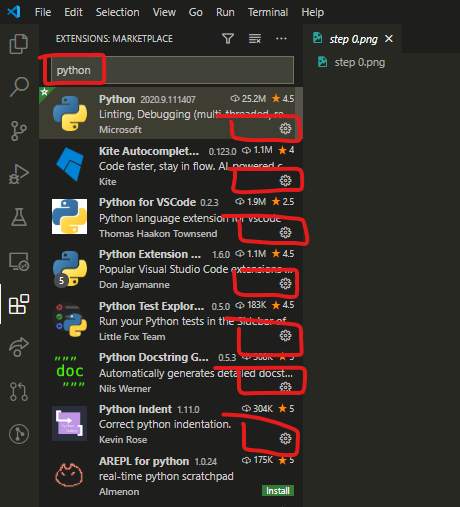 File Edit Selection View Go Run Terminal Help
EXTENSIONS: MARKETPLACE
step 0.png
python
step 0.png
Python 2020.9.111407 25.2M 4.5
Linting, Debugging (multi-threaded, re
Microsoft
Kite Autocomplet... 0.123.0 1.1M 4
Code faster, stay in flow. AI-powered c
Kite
Python for VSCode 0.2.3 1.9M 2.5
Python language extension for vscode
Thomas Haakon Townsend
Python Extension ... 1.6.0 1.1M 4.5
Popular Visual Studio Code extensions ...
Don Jayamanne
5
Python Test Explor... 0.5.0 183K 4.5
Run your Python tests in the Sidebar of
Little Fox Team
""" 
doc
"""
Python Docstring G... 0.5.3 5
Automatically generates detailed docst...
Nils Werner
Python Indent 1.11.0 304K 5
Correct python indentation.
Kevin Rose
AREPL for python 1.0.24 175K 5
real-time python scratchpad
Almenon
Install